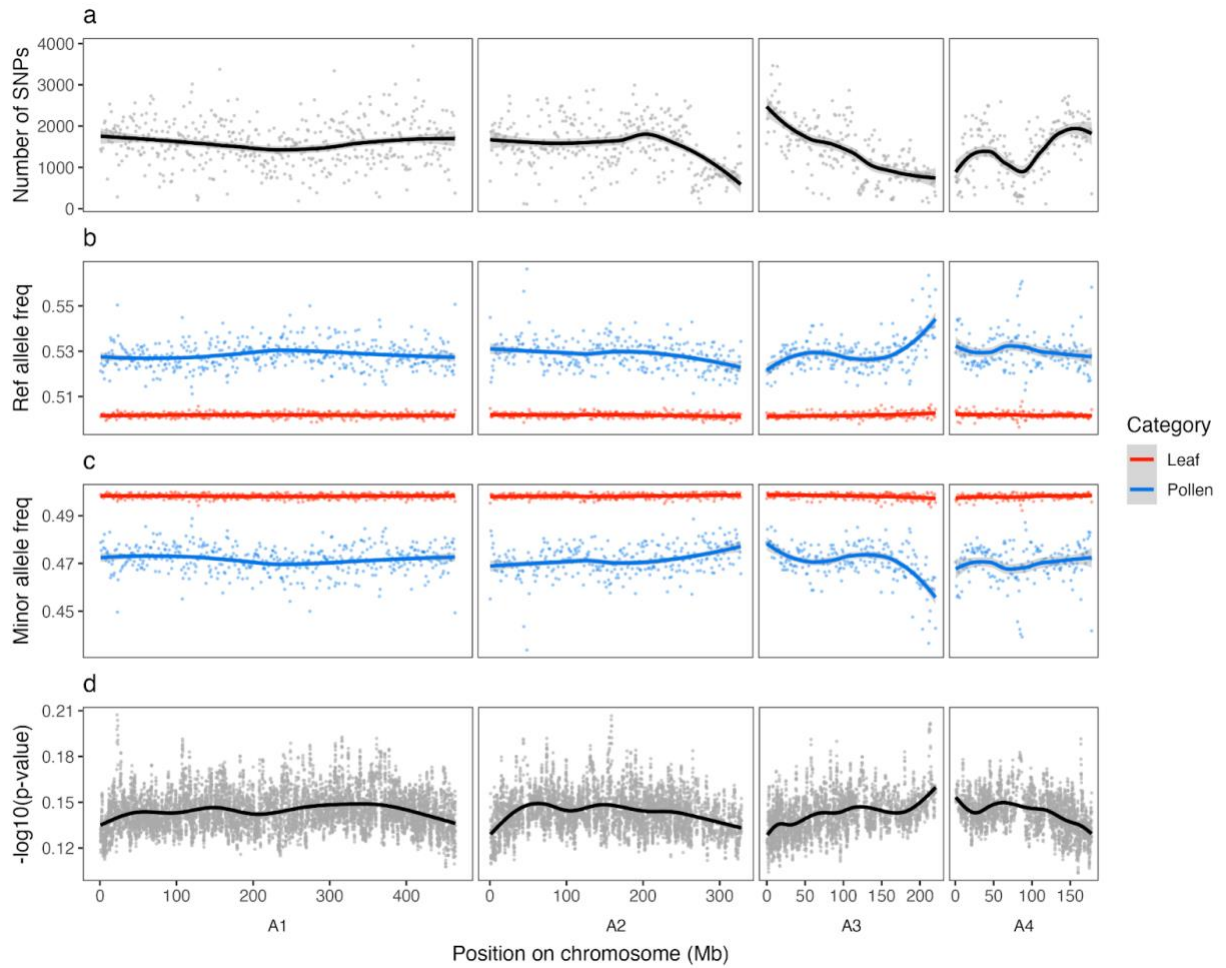 a
Number of SNPs
4000
3000
2000
1000
0
b
Ref allele freq
0.55
0.53
0.51
c
Minor allele freq
0.49
0.47
0.45
Category
Leaf
Pollen
d
-log10(p-value)
0.21
0.18
0.15
0.12
0 100 200 300 400 0 100 200 300 0 50 100 150 200 0 50 100 150
A1 A2 A3 A4
Position on chromosome (Mb)